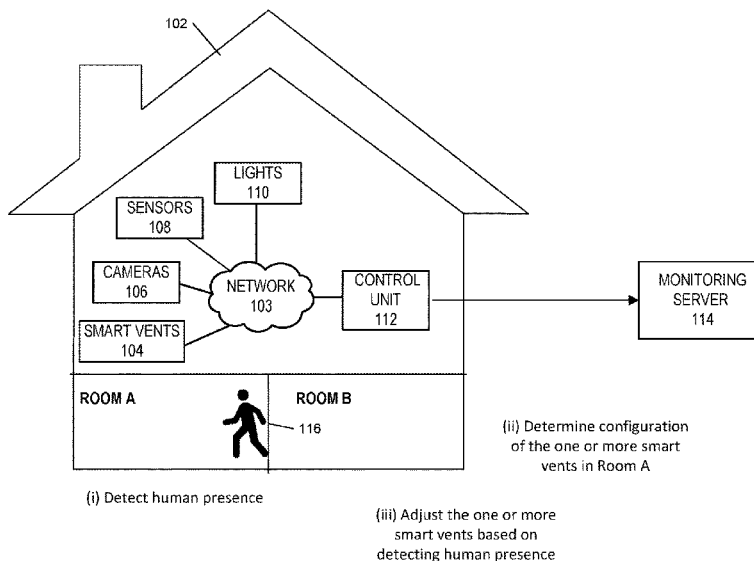 102
LIGHTS
110
SENSORS
108
CAMERAS
106
NETWORK
103
CONTROL
UNIT
112
MONITORING
SERVER
114
SMART VENTS
104
ROOM A
ROOM B
116
(i) Detect human presence
(ii) Determine configuration
of the one or more smart
vents in Room A
(iii) Adjust the one or more
smart vents based on
detecting human presence